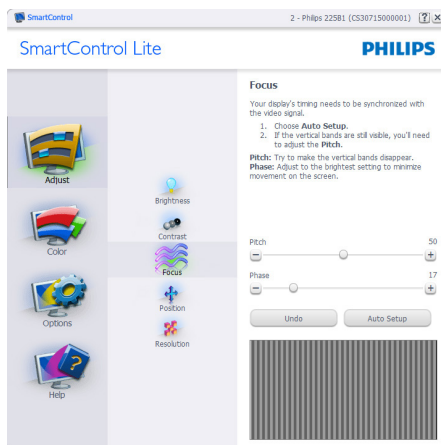 SmartControl
2 - Philips 225B1 (CS30715000001)
SmartControl Lite
PHILIPS
Adjust
Color
Options
Help
Brightness
Contrast
Focus
Position
Resolution
Focus
Your display's timing needs to be synchronized with
the video signal.
1. Choose Auto Setup.
2. If the vertical bands are still visible, you'll need
to adjust the Pitch.
Pitch: Try to make the vertical bands disappear.
Phase: Adjust to the brightest setting to minimize
movement on the screen.
Pitch 50
Phase 17
Undo
Auto Setup